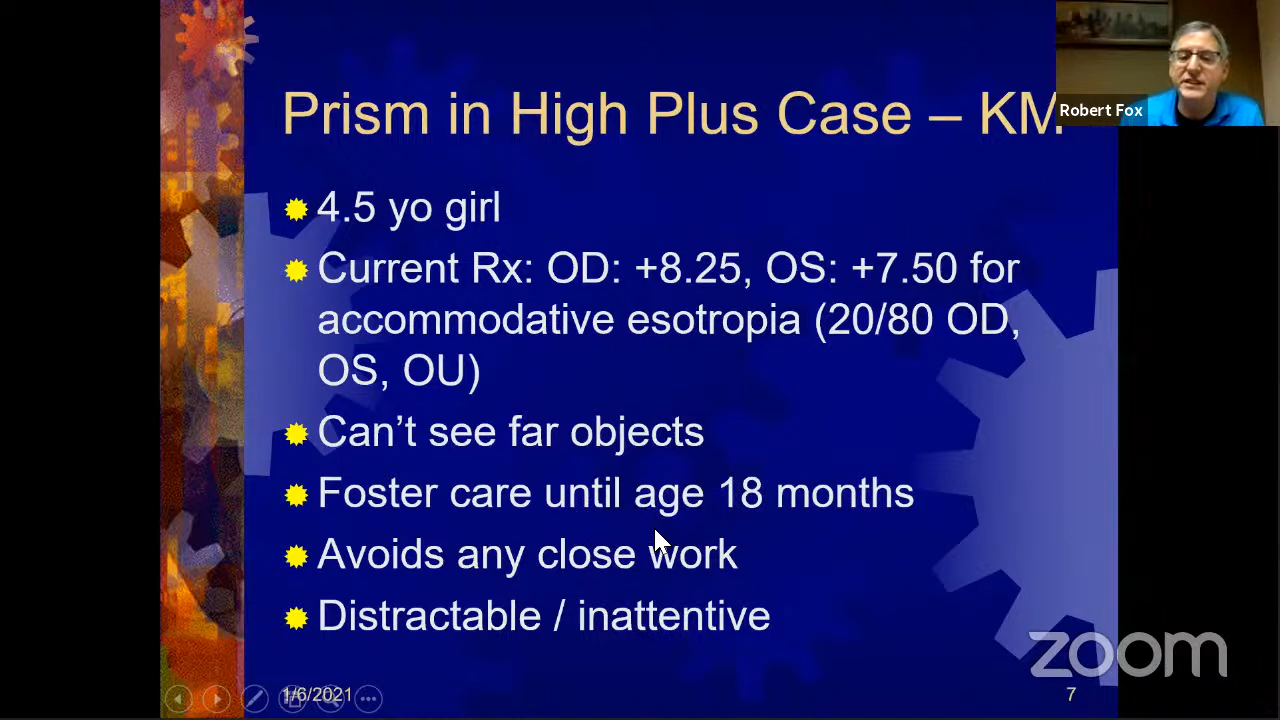 Prism in High Plus Case – KM
Robert Fox
4.5 yo girl
Current Rx: OD: +8.25, OS: +7.50 for
accommodative esotropia (20/80 OD,
OS, OU)
Can't see far objects
Foster care until age 18 months
Avoids any close work
Distractable / inattentive
zoom
1/6/2021
7